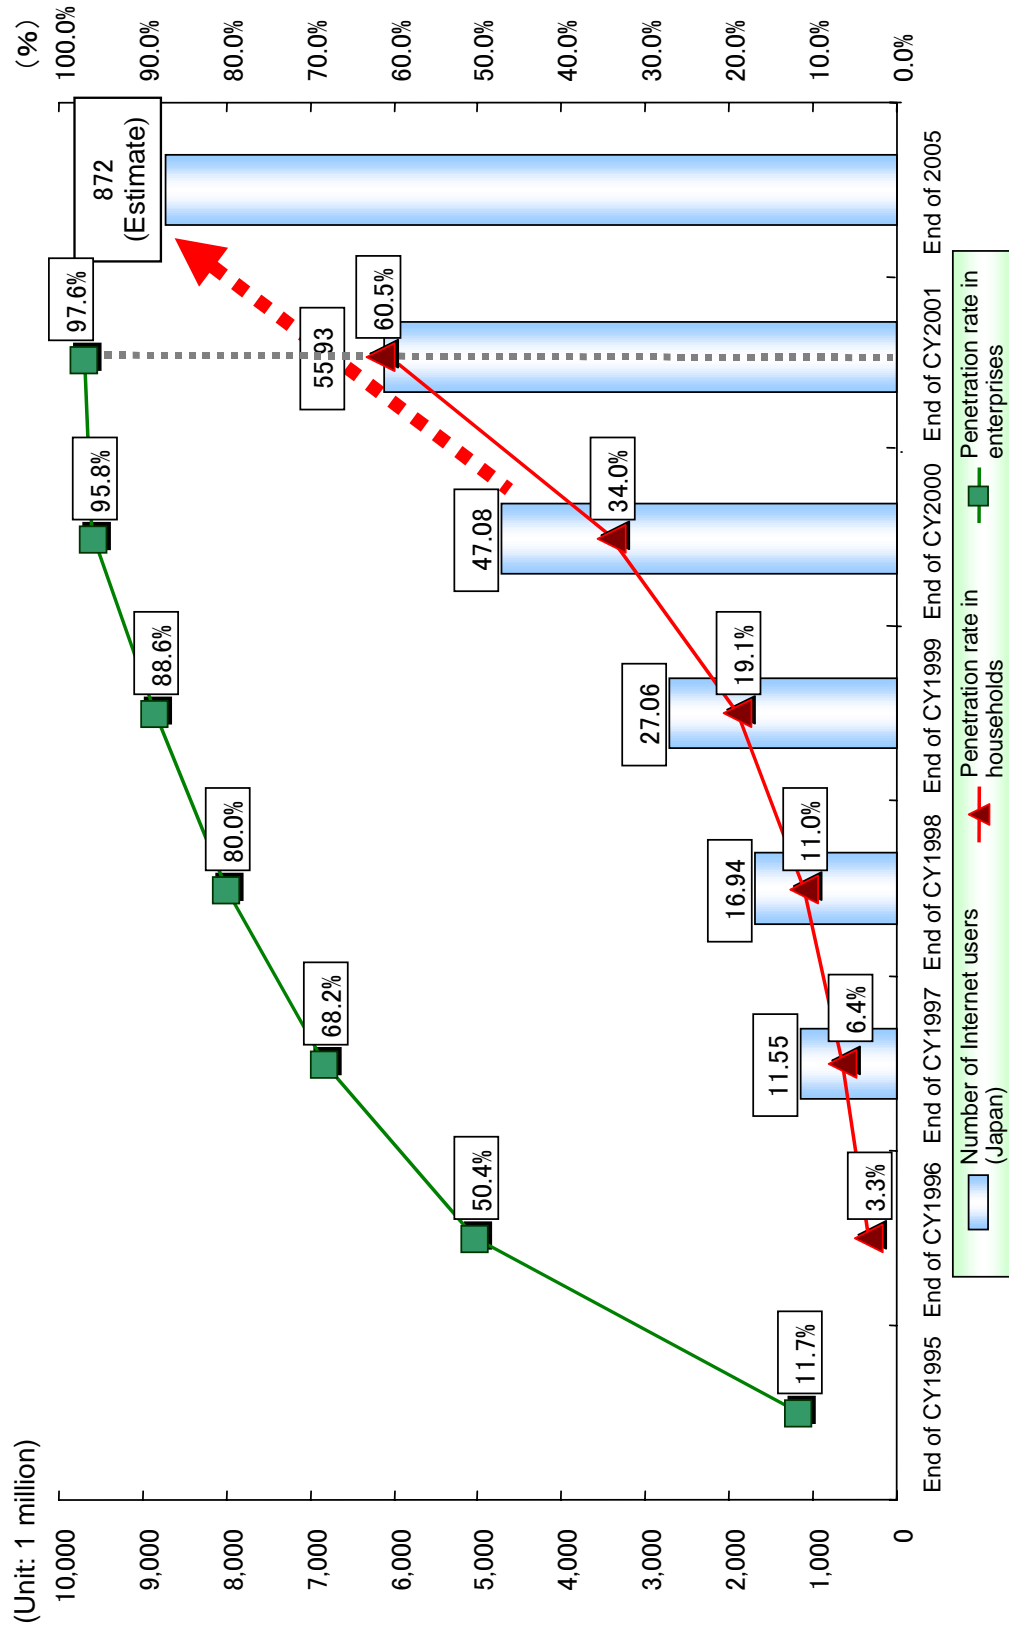 (Unit: 1 million)
(%)
10,000
9,000
8,000
7,000
6,000
5,000
4,000
3,000
2,000
1,000
0
100.0%
90.0%
80.0%
70.0%
60.0%
50.0%
40.0%
30.0%
20.0%
10.0%
0.0%
11.7%
50.4%
68.2%
80.0%
88.6%
95.8%
97.6%
872
(Estimate)
11.55
16.94
27.06
47.08
55.93
3.3%
6.4%
11.0%
19.1%
34.0%
60.5%
End of CY1995
End of CY1996
End of CY1997
End of CY1998
End of CY1999
End of CY2000
End of CY2001
End of 2005
Number of Internet users
(Japan)
Penetration rate in
households
Penetration rate in
enterprises